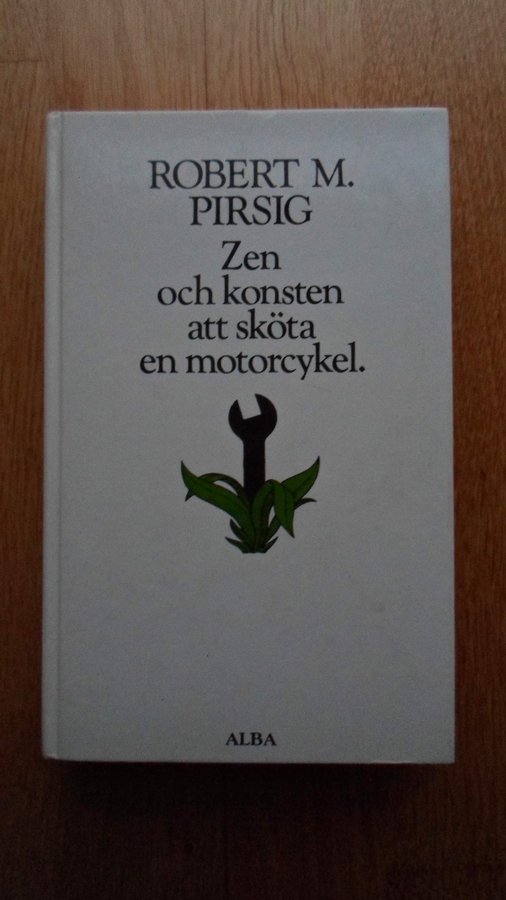 ROBERT M.
PIRSIG
Zen
och konsten
att sköta
en motorcykel.
ALBA